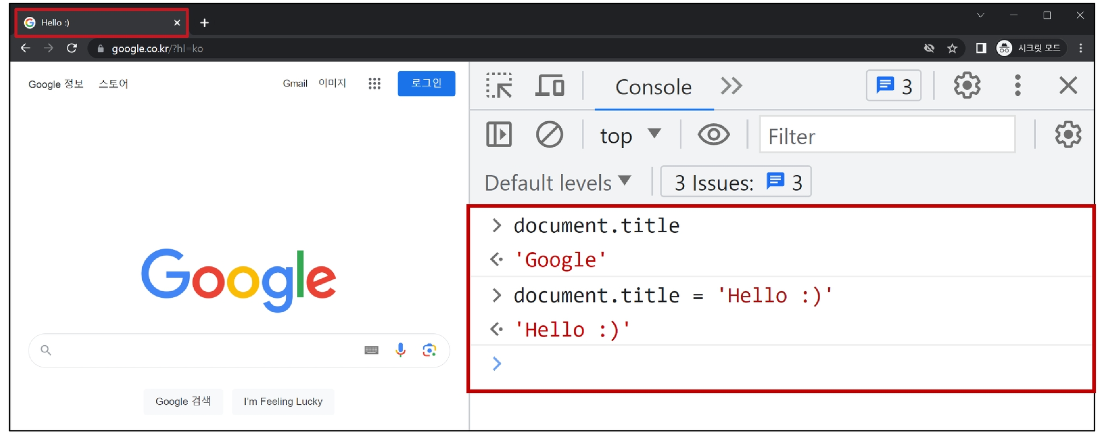 Hello :)
google.co.kr/?hl=ko
시크릿 모드
Google 정보 스토어
Gmail 이미지
로그인
Google
Google 검색
I'm Feeling Lucky
Console
3
top
Filter
Default levels
3 Issues: 3
> document.title
<· 'Google'
> document.title = 'Hello :)'
<· 'Hello :)'
>